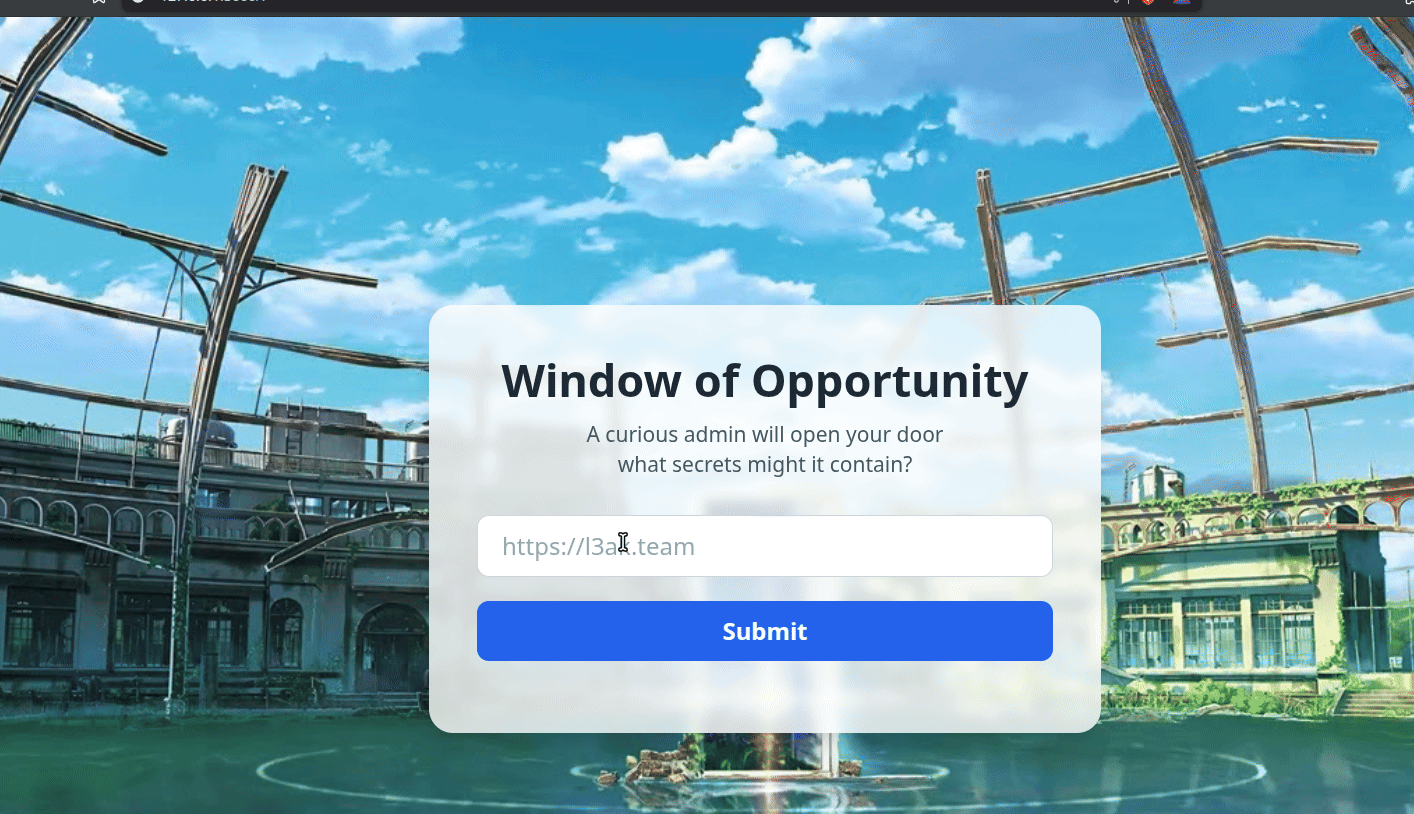 Window of Opportunity
A curious admin will open your door
what secrets might it contain?
https://l3ak.team
Submit